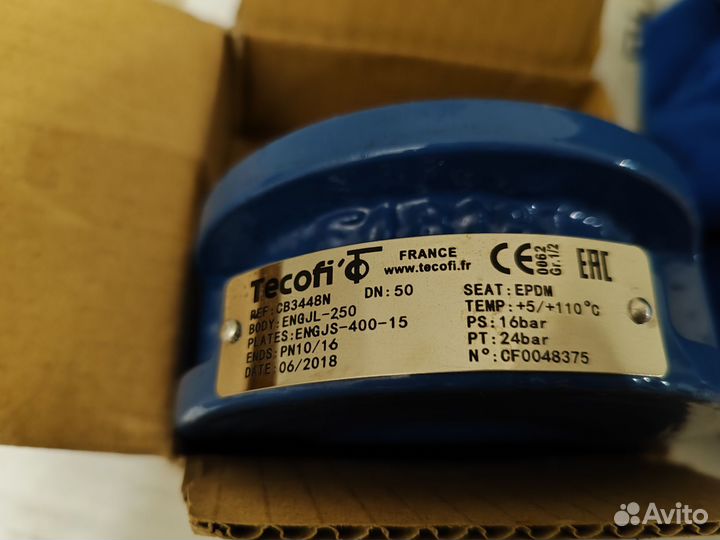 Tecofi
FRANCE
www.tecofi.fr
CE 0062 Gr.1/2
EAC
REF: CB3448N DN: 50
BODY: ENGJL-250
PLATES: ENGJS-400-15
ENDS: PN10/16
DATE: 06/2018
SEAT: EPDM
TEMP: +5/+110°C
PS: 16bar
PT: 24bar
N°: CF0048375
Avito